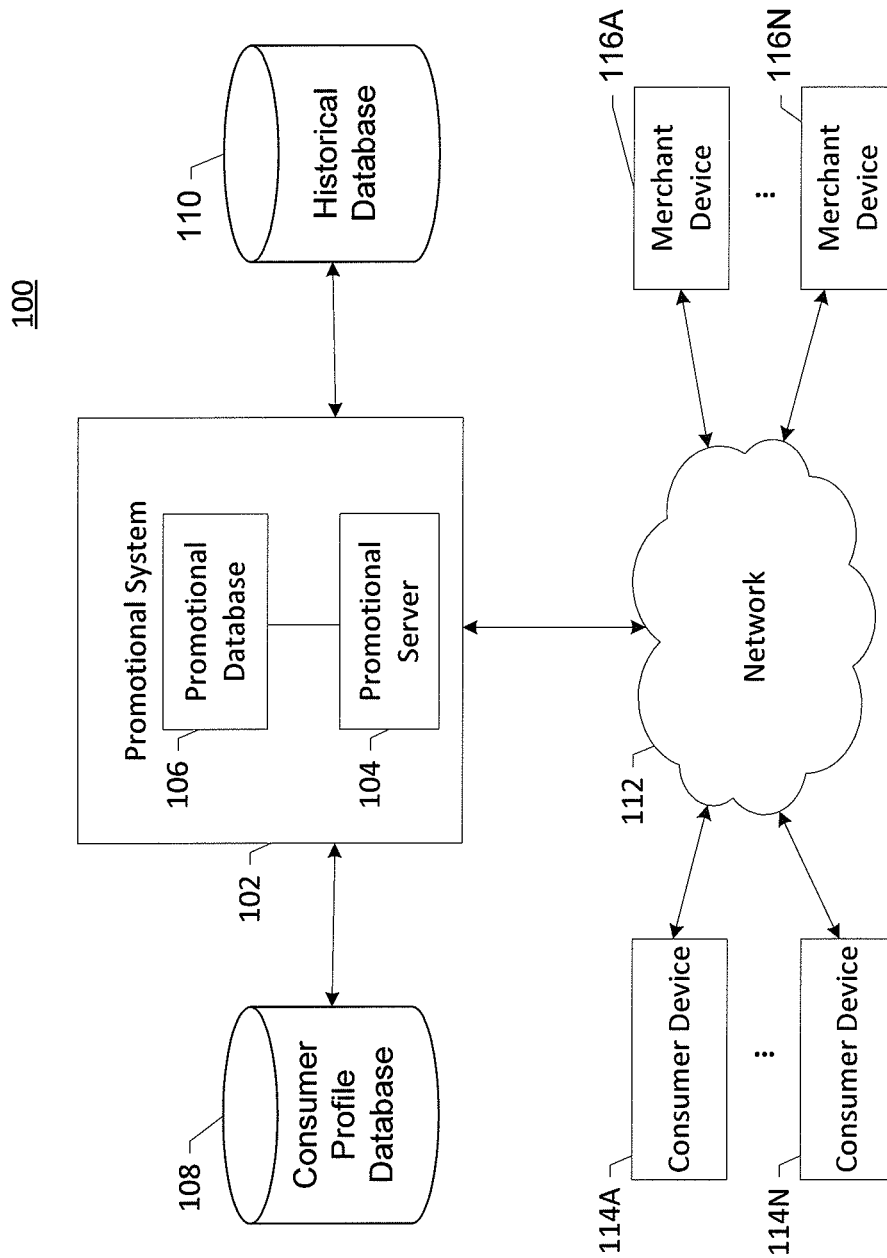 100
108
Consumer
Profile
Database
102
Promotional System
106
Promotional
Database
104
Promotional
Server
110
Historical
Database
112
Network
114A
Consumer Device
...
114N
Consumer Device
116A
Merchant
Device
...
116N
Merchant
Device